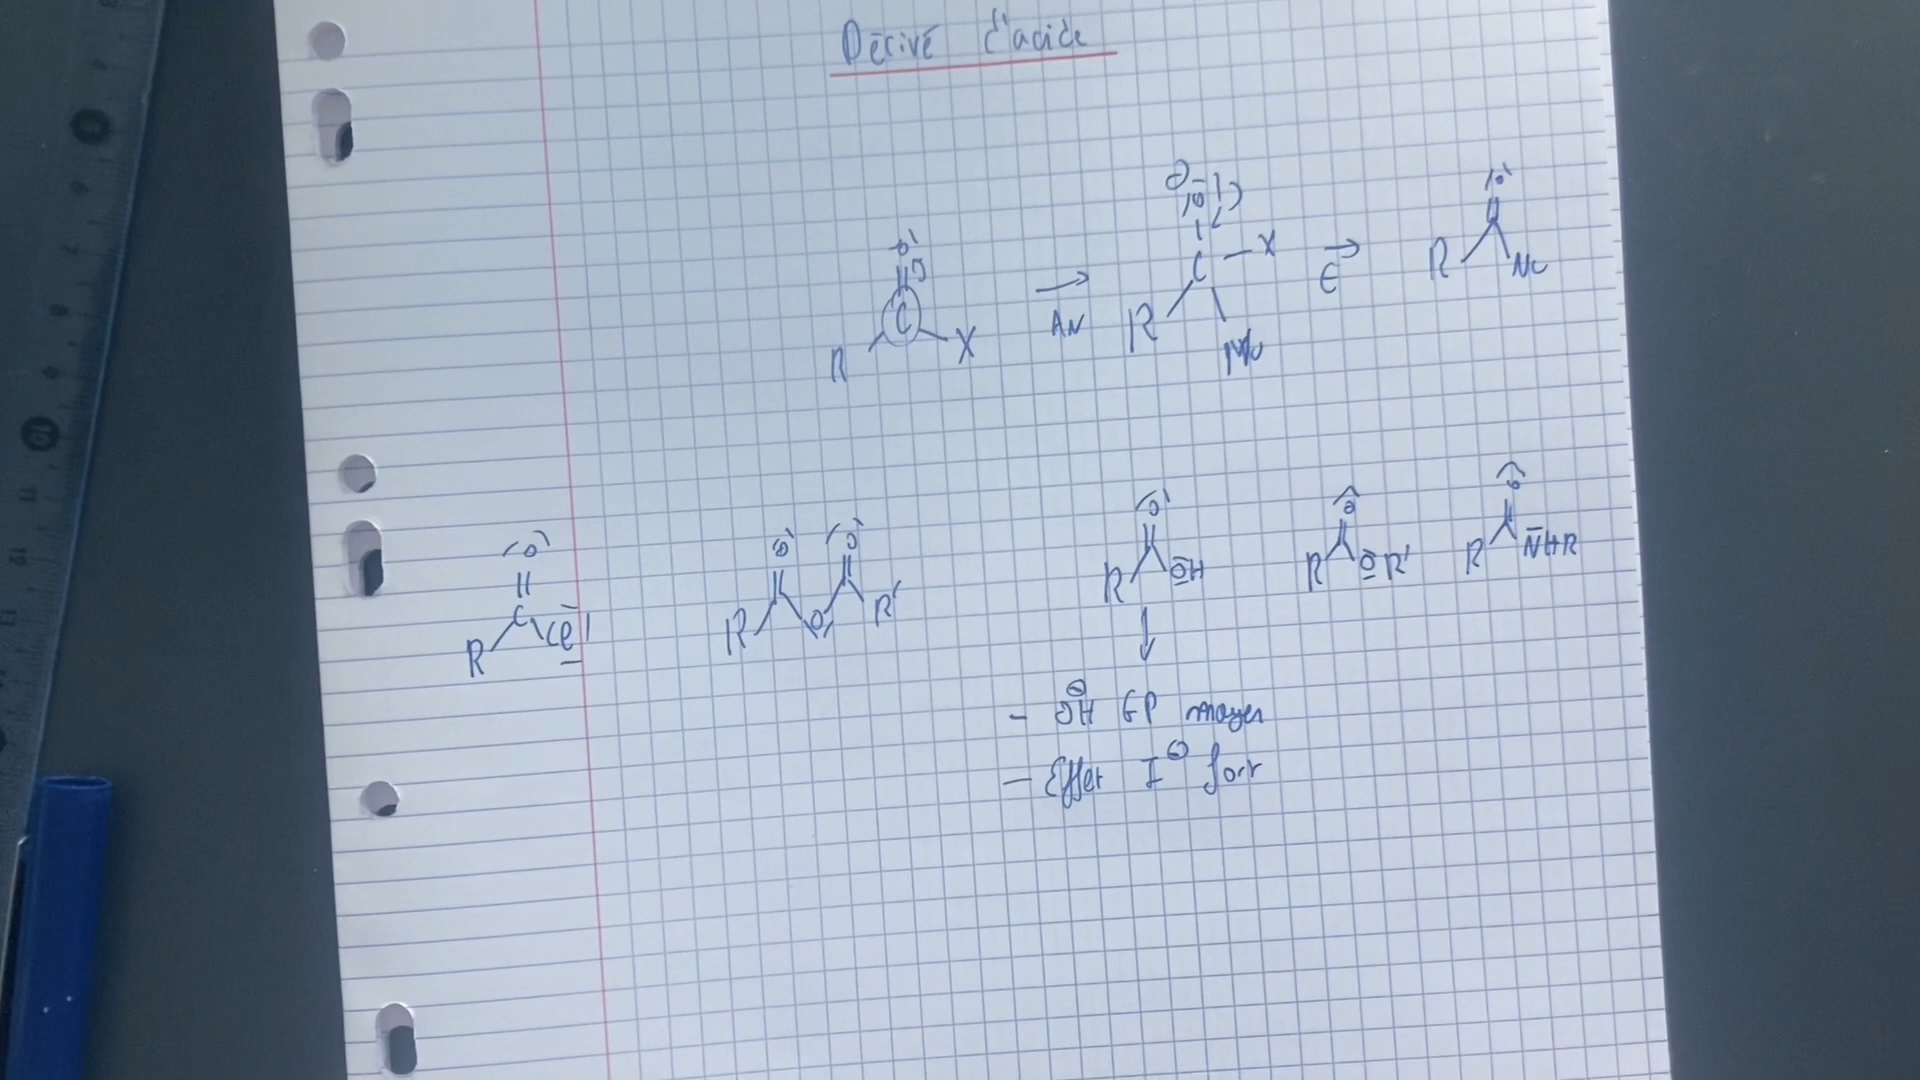 Dérivé d'acide
O
C
R
X
AN
O
C
X
R
Nu
E
O
R
Nu
O
C
R
Cl
O
O
R
O
R'
O
R
OH
O
R
OR'
O
R
NHR
- OH GP moyen
- Effet I⊖ fort